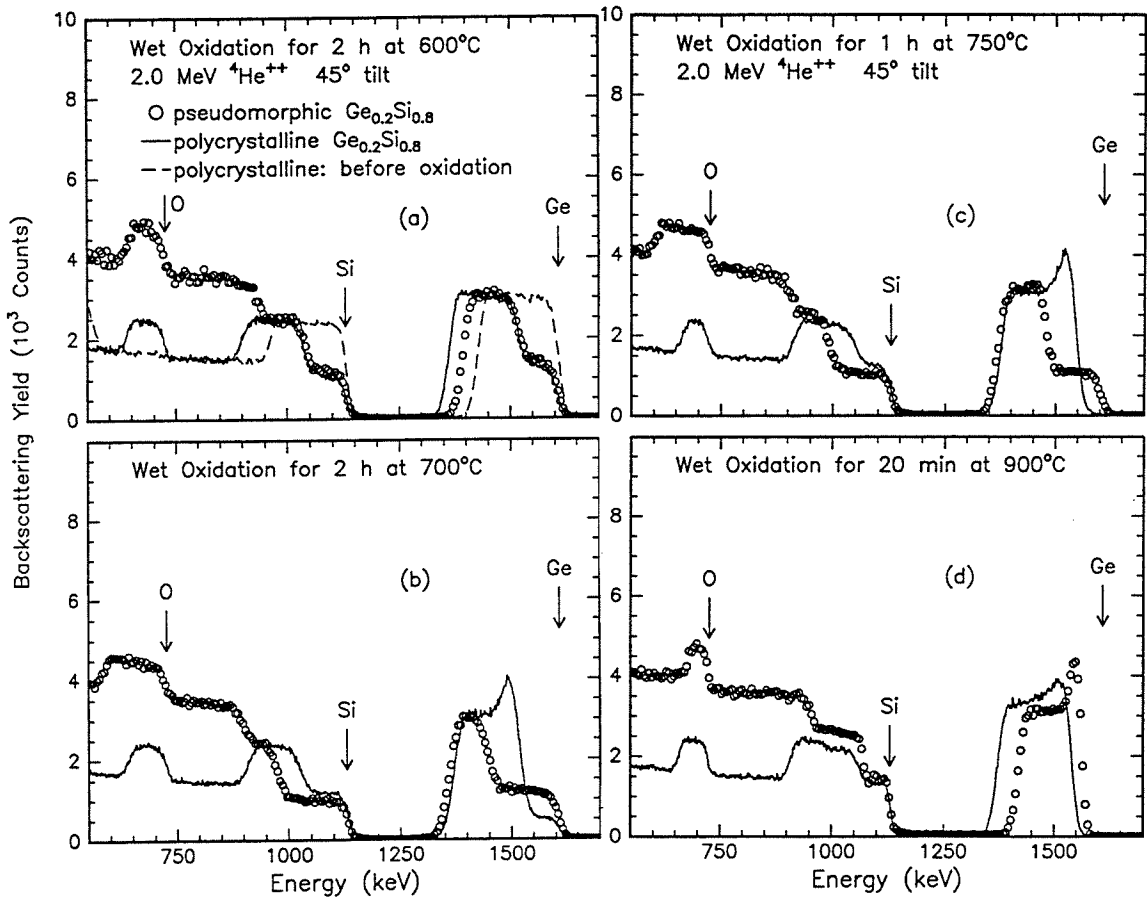 Backscattering Yield (10³ Counts)
10
8
6
4
2
0
Wet Oxidation for 2 h at 600°C
2.0 MeV ⁴He⁺⁺ 45° tilt
pseudomorphic Ge₀.₂Si₀.₈
polycrystalline Ge₀.₂Si₀.₈
polycrystalline: before oxidation
O
(a)
Ge
Si
10
8
6
4
2
0
Wet Oxidation for 1 h at 750°C
2.0 MeV ⁴He⁺⁺ 45° tilt
Ge
O
(c)
Si
8
6
4
2
0
Wet Oxidation for 2 h at 700°C
Ge
O
(b)
Si
750 1000 1250 1500
Energy (keV)
8
6
4
2
0
Wet Oxidation for 20 min at 900°C
Ge
O
(d)
Si
750 1000 1250 1500
Energy (keV)